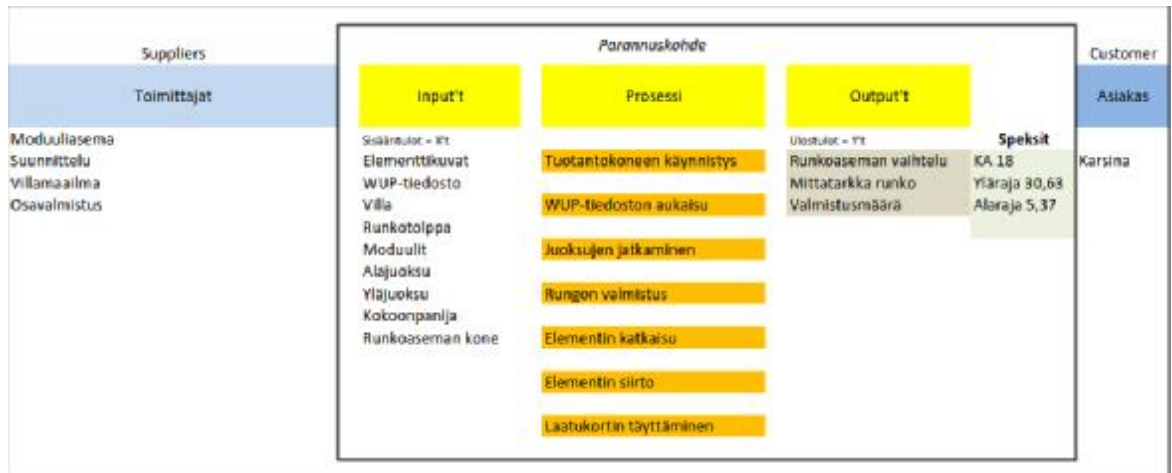 Parannuskohde
Suppliers
Customer
Toimittajat
Input't
Prosessi
Output't
Asiakas
Moduuliasema
Suunnittelu
Villamaailma
Osavalmistus
Sisääntulot = X't
Elementtikuvat
WUP-tiedosto
Villa
Runkotolppa
Moduulit
Alajuoksu
Yläjuoksu
Kokoonpanija
Runkoaseman kone
Tuotantokoneen käynnistys
WUP-tiedoston aukaisu
Juoksujen jatkaminen
Rungon valmistus
Elementin katkaisu
Elementin siirto
Laatukortin täyttäminen
Ulostulot = Y't
Runkoaseman vaihtelu
Mittatarkka runko
Valmistusmäärä
Speksit
KA 18
Yläraja 30,63
Alaraja 5,37
Karsina